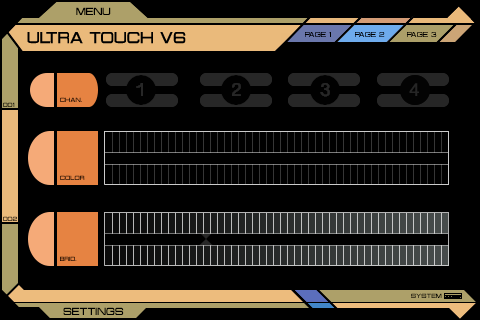 MENU
ULTRA TOUCH V6
PAGE 1
PAGE 2
PAGE 3
CHAN.
1
2
3
4
001
COLOR
002
BRID.
SYSTEM
SETTINGS